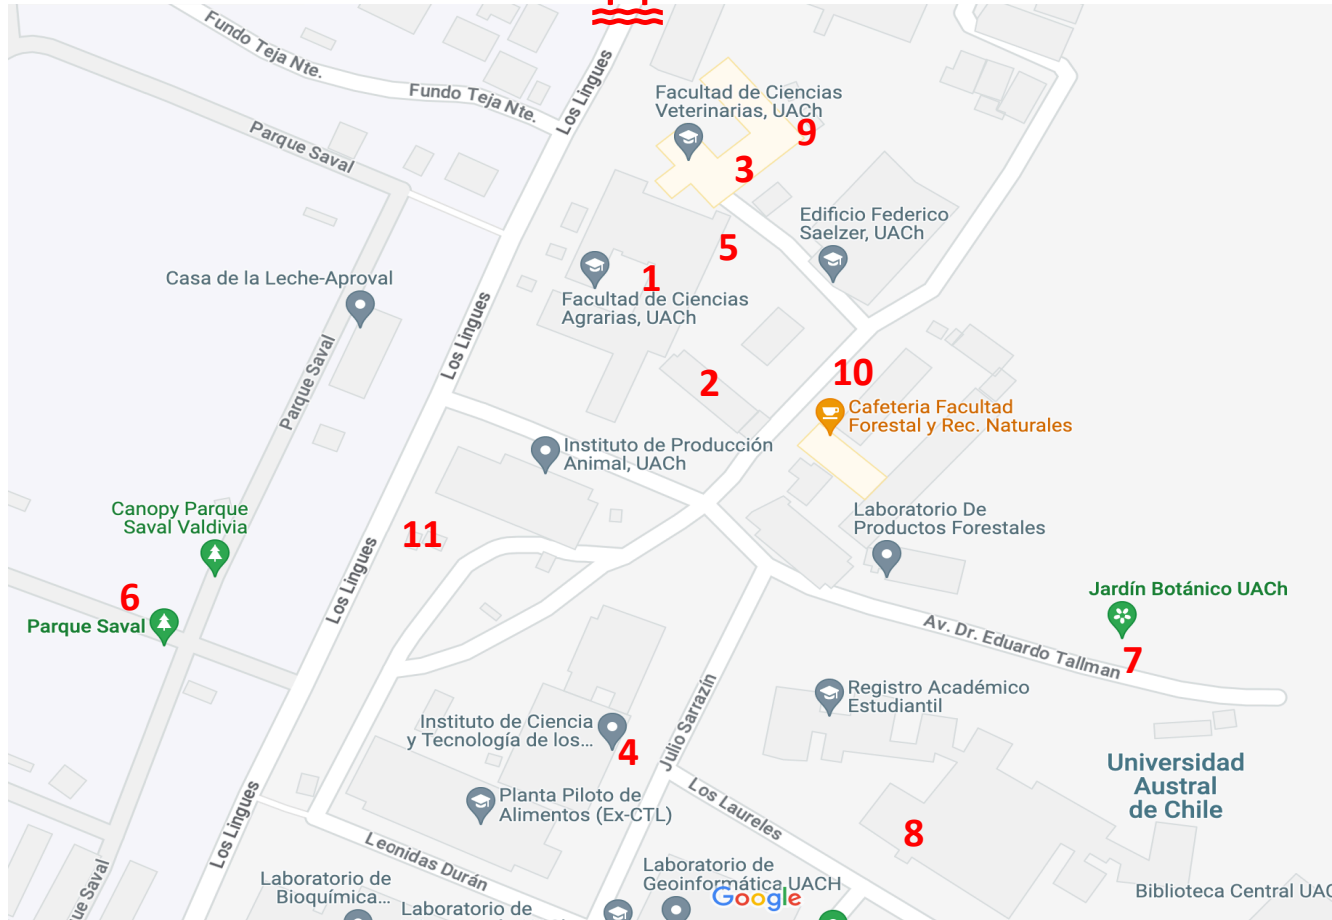 Fundo Teja Nte.
Fundo Teja Nte.
Los Lingues
Facultad de Ciencias
Veterinarias, UACh
9
Parque Saval
3
Edificio Federico
Saelzer, UACh
5
Casa de la Leche-Aproval
1
Facultad de Ciencias
Agrarias, UACh
Los Lingues
Parque Saval
2
10
Cafeteria Facultad
Forestal y Rec. Naturales
Instituto de Producción
Animal, UACh
Canopy Parque
Saval Valdivia
11
Laboratorio De
Productos Forestales
Los Lingues
6
Parque Saval
Jardín Botánico UACh
Av. Dr. Eduardo Tallman
7
Registro Académico
Estudiantil
Instituto de Ciencia
y Tecnología de los...
4
Julio Sarrazín
Universidad
Austral
de Chile
Planta Piloto de
Alimentos (Ex-CTL)
Los Laureles
8
Los Lingues
Leonidas Durán
Laboratorio de
Bioquímica...
Laboratorio de
Geoinformática UACH
Google
Laboratorio de
Parque Saval
Biblioteca Central UAC